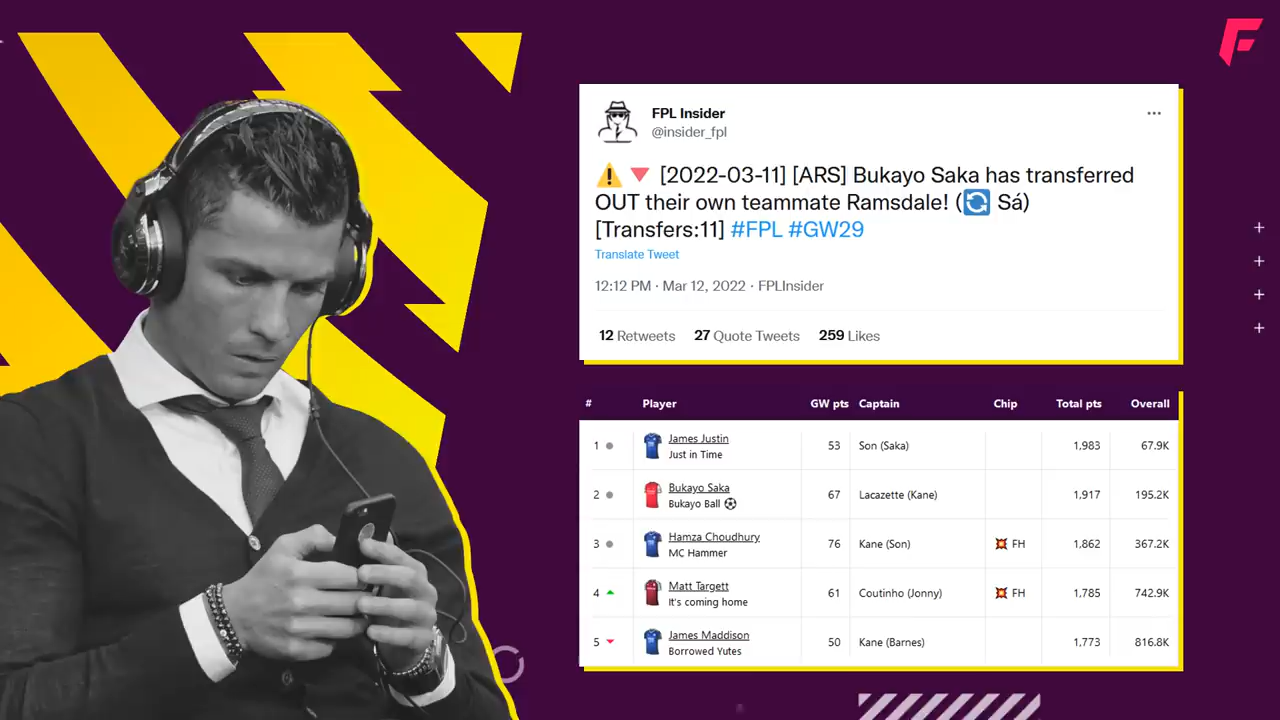 FPL Insider
@insider_fpl
⚠️🔻 [2022-03-11] [ARS] Bukayo Saka has transferred
OUT their own teammate Ramsdale! (🔄 Sá)
[Transfers:11] #FPL #GW29
Translate Tweet
12:12 PM · Mar 12, 2022 · FPLInsider
12 Retweets 27 Quote Tweets 259 Likes
# Player GW pts Captain Chip Total pts Overall
1 James Justin 53 Son (Saka) 1,983 67.9K
Just in Time
2 Bukayo Saka 67 Lacazette (Kane) 1,917 195.2K
Bukayo Ball ⚽
3 Hamza Choudhury 76 Kane (Son) 💥 FH 1,862 367.2K
MC Hammer
4 Matt Targett 61 Coutinho (Jonny) 💥 FH 1,785 742.9K
It's coming home
5 James Maddison 50 Kane (Barnes) 1,773 816.8K
Borrowed Yutes